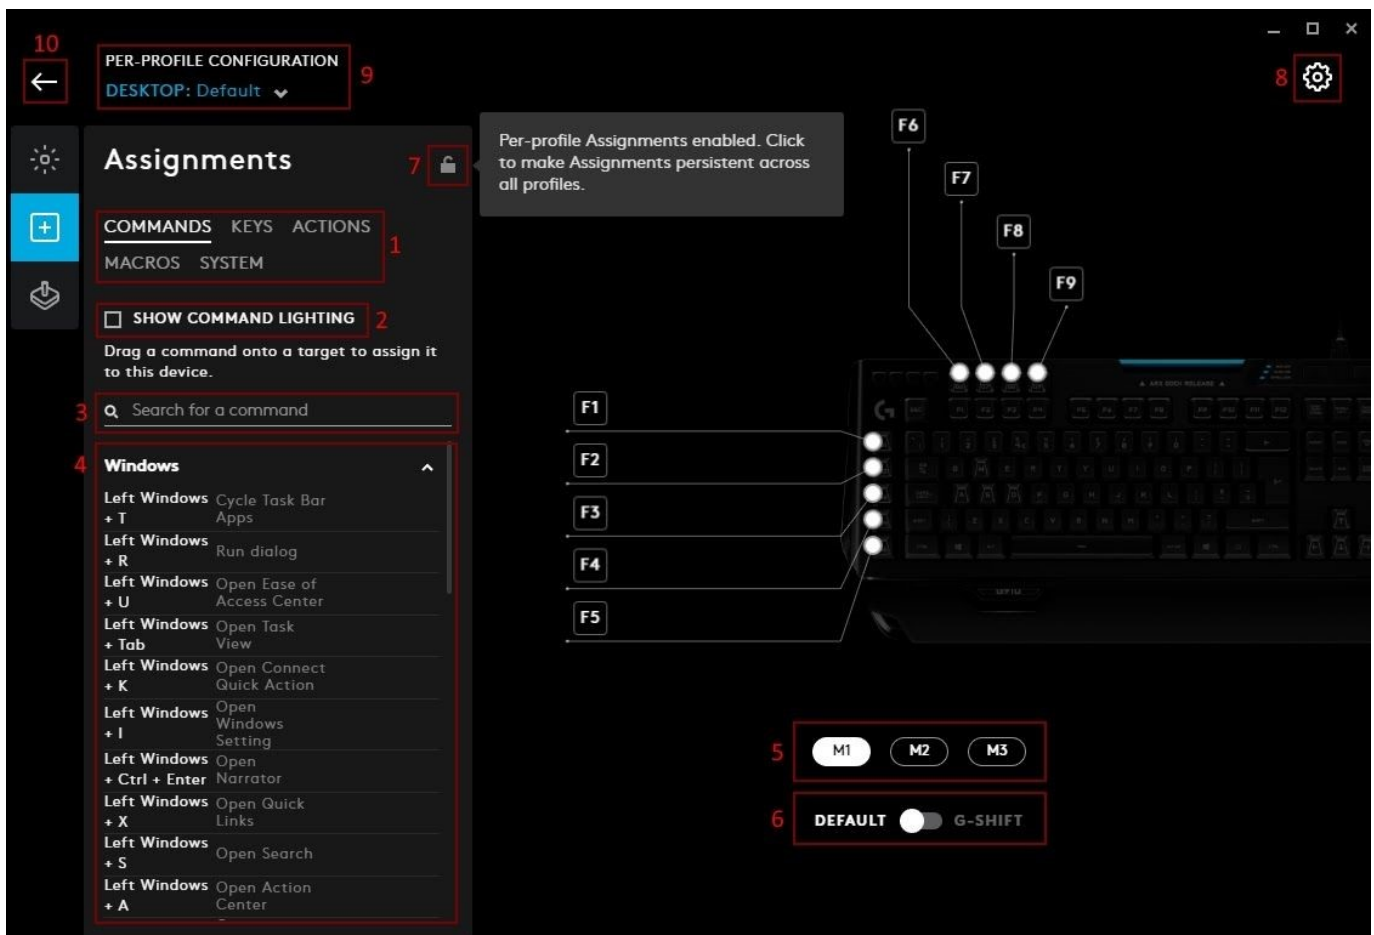 10
PER-PROFILE CONFIGURATION
9
DESKTOP: Default
8
Assignments
7
Per-profile Assignments enabled. Click
to make Assignments persistent across
all profiles.
COMMANDS KEYS ACTIONS
MACROS SYSTEM
1
SHOW COMMAND LIGHTING
2
Drag a command onto a target to assign it
to this device.
3
Search for a command
4
Windows
Left Windows
+ T
Cycle Task Bar
Apps
Left Windows
+ R
Run dialog
Left Windows
+ U
Open Ease of
Access Center
Left Windows
+ Tab
Open Task
View
Left Windows
+ K
Open Connect
Quick Action
Left Windows
+ I
Open
Windows
Setting
Left Windows
+ Ctrl + Enter
Open
Narrator
Left Windows
+ X
Open Quick
Links
Left Windows
+ S
Open Search
Left Windows
+ A
Open Action
Center
F6
F7
F8
F9
F1
F2
F3
F4
F5
ARX DOCK RELEASE
5
M1 M2 M3
6
DEFAULT G-SHIFT